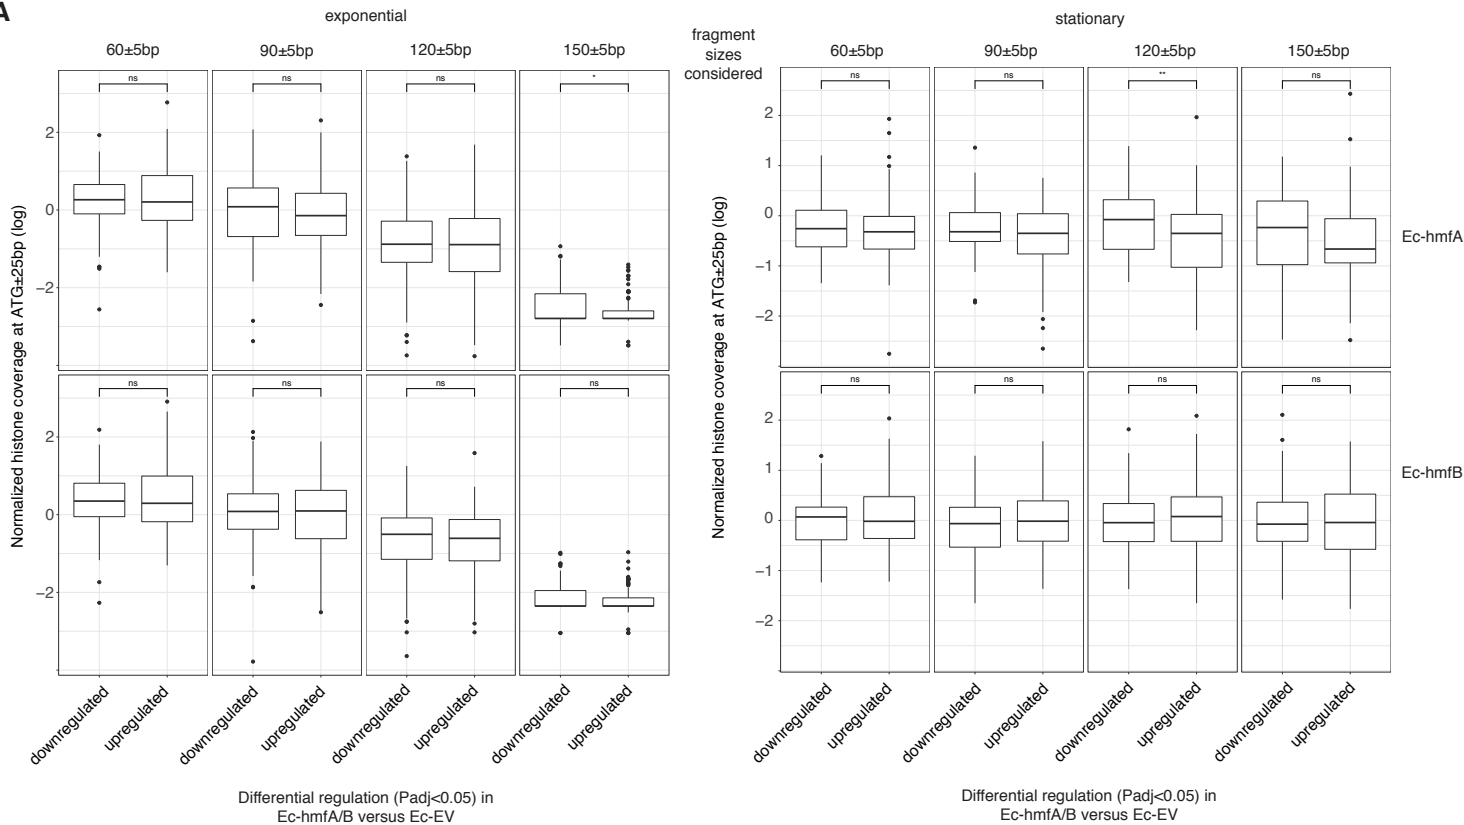 A
exponential
60±5bp 90±5bp 120±5bp 150±5bp
fragment
sizes
considered
stationary
60±5bp 90±5bp 120±5bp 150±5bp
Normalized histone coverage at ATG±25bp (log)
ns ns ns *
2
0
−2
ns ns ns ns
2
0
−2
downregulated upregulated downregulated upregulated downregulated upregulated downregulated upregulated
Differential regulation (Padj<0.05) in
Ec-hmfA/B versus Ec-EV
Normalized histone coverage at ATG±25bp (log)
ns ns ** ns
2
1
0
−1
−2
Ec-hmfA
ns ns ns ns
2
1
0
−1
−2
Ec-hmfB
downregulated upregulated downregulated upregulated downregulated upregulated downregulated upregulated
Differential regulation (Padj<0.05) in
Ec-hmfA/B versus Ec-EV